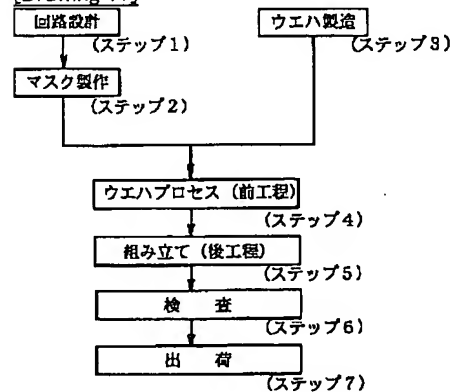 回路設計
(ステップ1)
ウエハ製造
(ステップ3)
マスク製作
(ステップ2)
ウエハプロセス (前工程)
(ステップ4)
組み立て (後工程)
(ステップ5)
検 査
(ステップ6)
出 荷
(ステップ7)